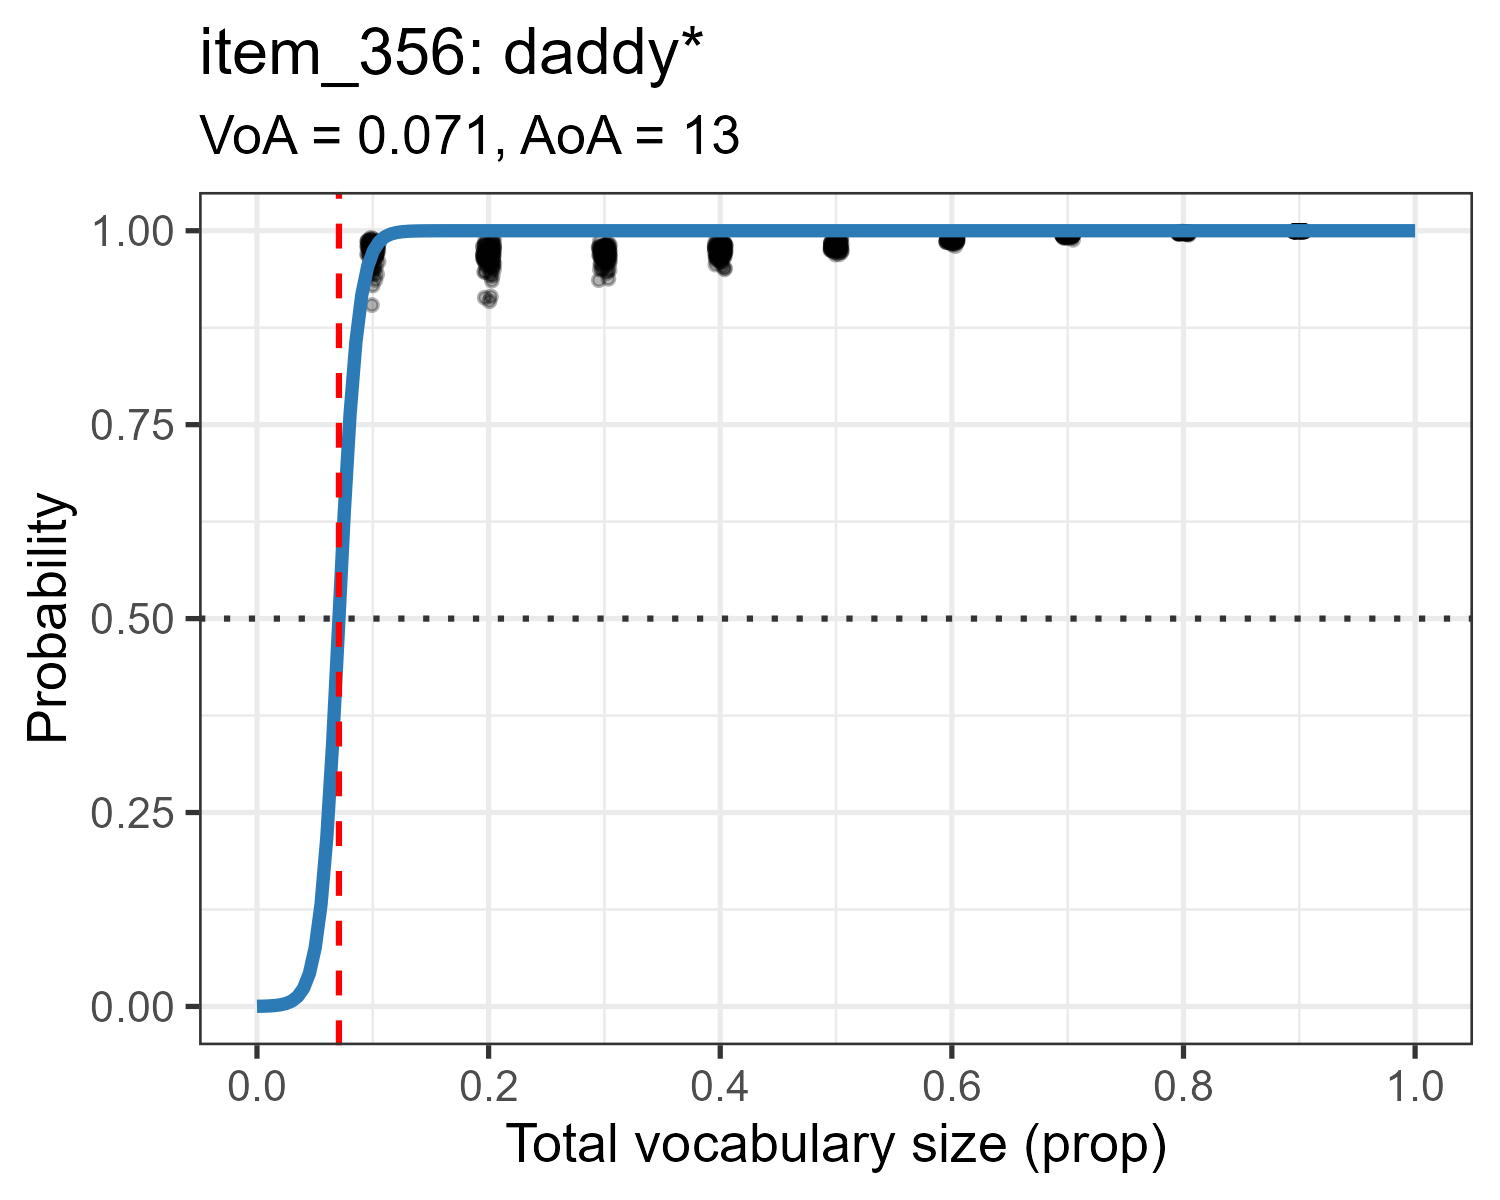 item_356: daddy*
VoA = 0.071, AoA = 13
1.00
0.75
0.50
0.25
0.00
Probability
0.0 0.2 0.4 0.6 0.8 1.0
Total vocabulary size (prop)